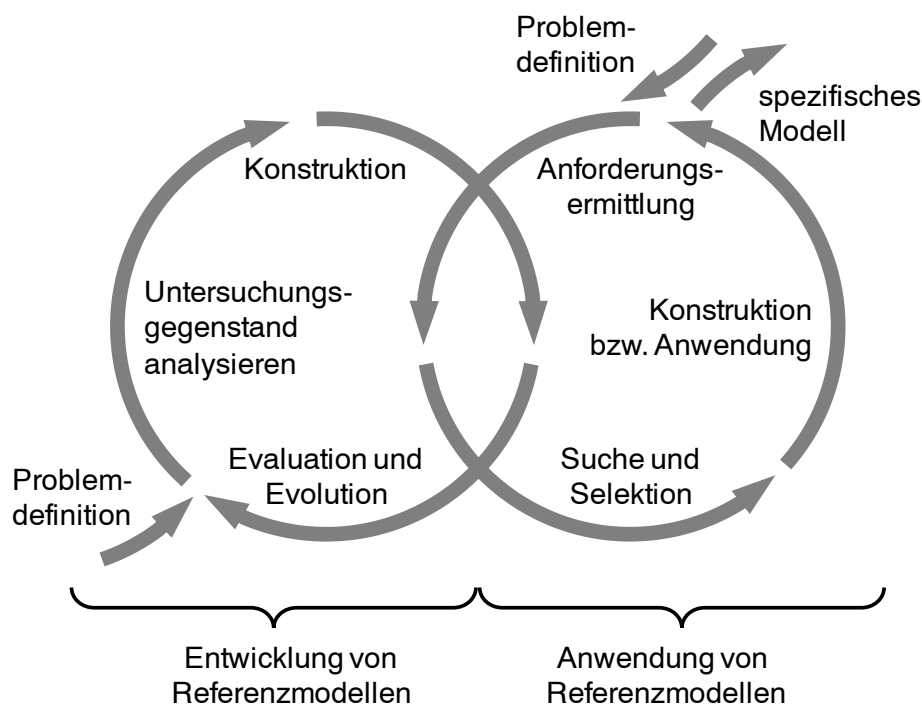 Problem-
definition
spezifisches
Modell
Konstruktion
Anforderungs-
ermittlung
Untersuchungs-
gegenstand
analysieren
Konstruktion
bzw. Anwendung
Evaluation und
Evolution
Suche und
Selektion
Problem-
definition
Entwicklung von
Referenzmodellen
Anwendung von
Referenzmodellen